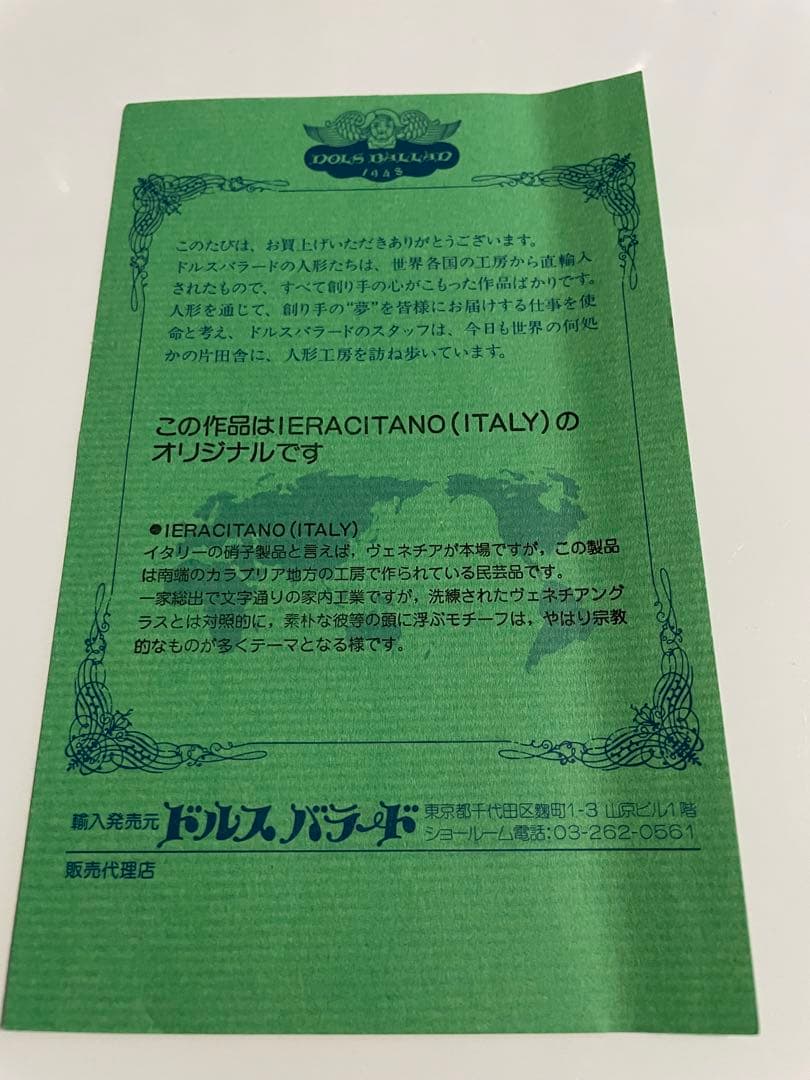 DOLS BALLAD
1948
このたびは、お買上げいただきありがとうございます。
ドルスバラードの人形たちは、世界各国の工房から直輸入
されたもので、すべて創り手の心がこもった作品ばかりです。
人形を通じて、創り手の“夢”を皆様にお届けする仕事を使
命と考え、ドルスバラードのスタッフは、今日も世界の何処
かの片田舎に、人形工房を訪ね歩いています。
この作品はIERACITANO(ITALY)の
オリジナルです
●IERACITANO(ITALY)
イタリーの硝子製品と言えば，ヴェネチアが本場ですが，この製品
は南端のカラブリア地方の工房で作られている民芸品です。
一家総出で文字通りの家内工業ですが，洗練されたヴェネチアング
ラスとは対照的に，素朴な彼等の頭に浮ぶモチーフは，やはり宗教
的なものが多くテーマとなる様です。
輸入発売元 ドルスバラード 東京都千代田区麹町1-3 山京ビル1階
ショールーム電話:03-262-0561
販売代理店